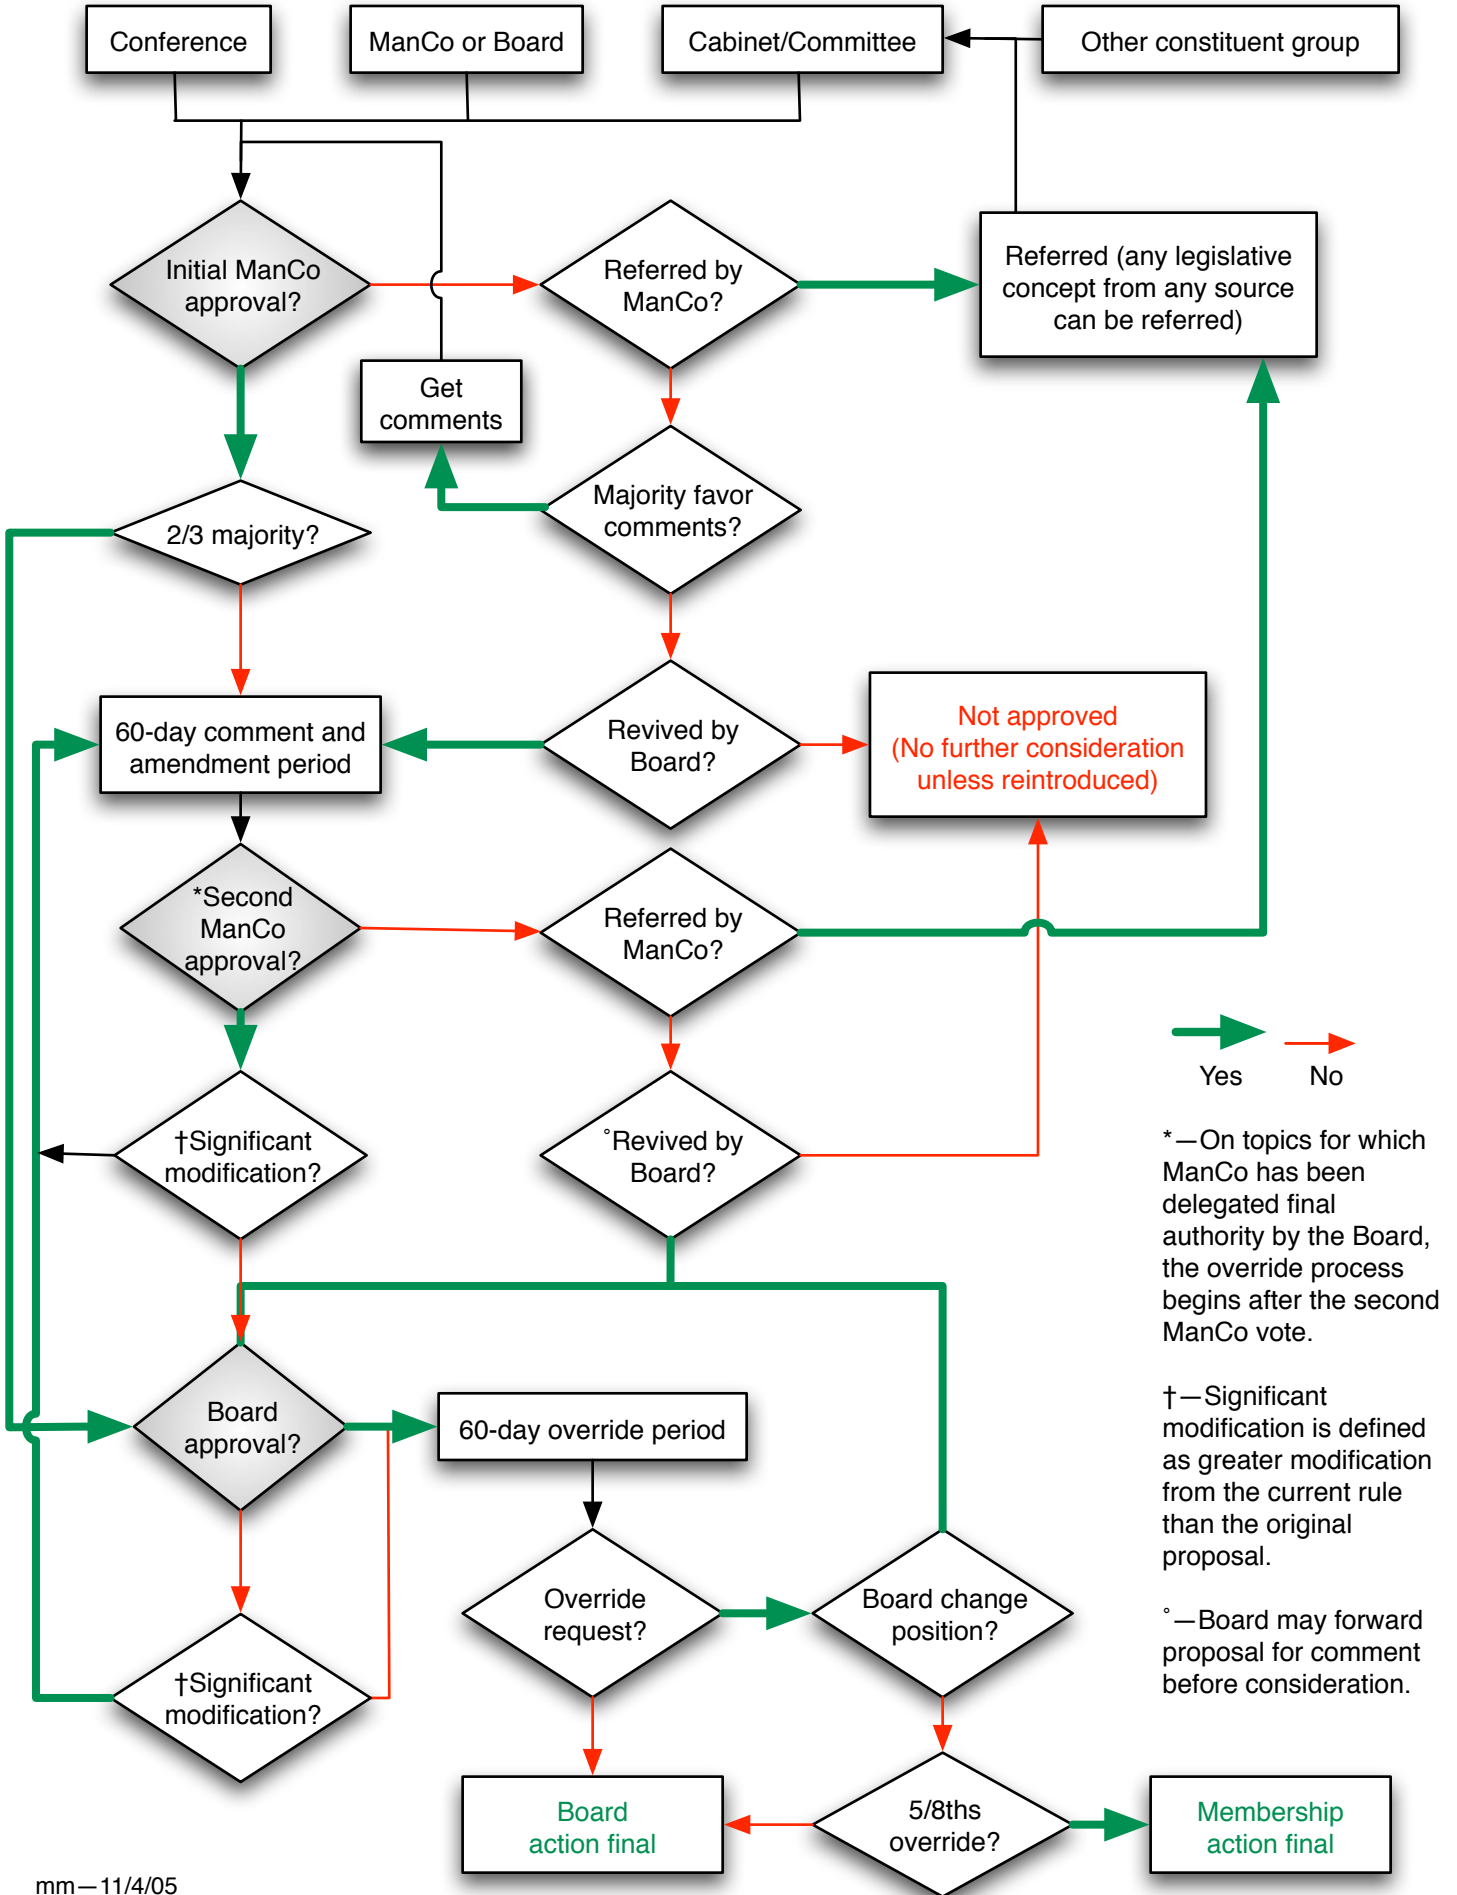 Conference
ManCo or Board
Cabinet/Committee
Other constituent group
Initial ManCo
approval?
Referred by
ManCo?
Referred (any legislative
concept from any source
can be referred)
Get
comments
Majority favor
comments?
2/3 majority?
60-day comment and
amendment period
Revived by
Board?
Not approved
(No further consideration
unless reintroduced)
*Second
ManCo
approval?
Referred by
ManCo?
Yes
No
†Significant
modification?
°Revived by
Board?
*—On topics for which
ManCo has been
delegated final
authority by the Board,
the override process
begins after the second
ManCo vote.
†—Significant
modification is defined
as greater modification
from the current rule
than the original
proposal.
°—Board may forward
proposal for comment
before consideration.
Board
approval?
60-day override period
Override
request?
Board change
position?
†Significant
modification?
Board
action final
5/8ths
override?
Membership
action final
mm—11/4/05